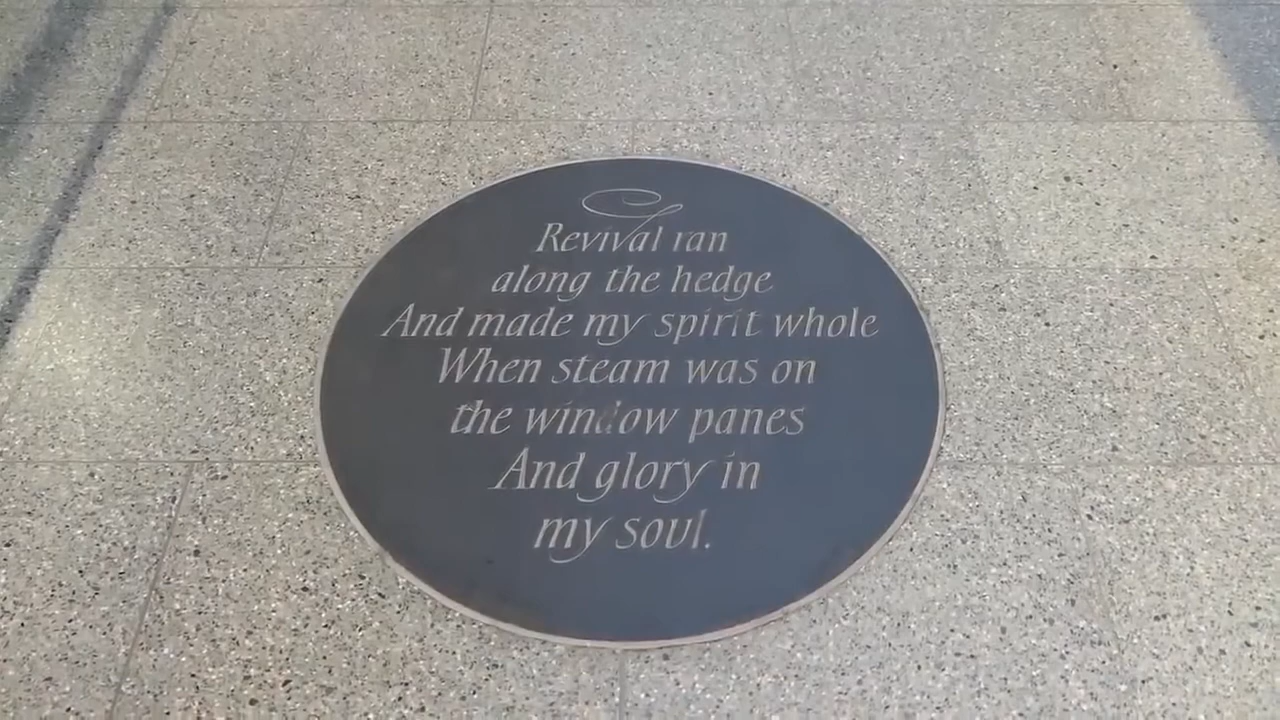 Revival ran
along the hedge
And made my spirit whole
When steam was on
the window panes
And glory in
my soul.